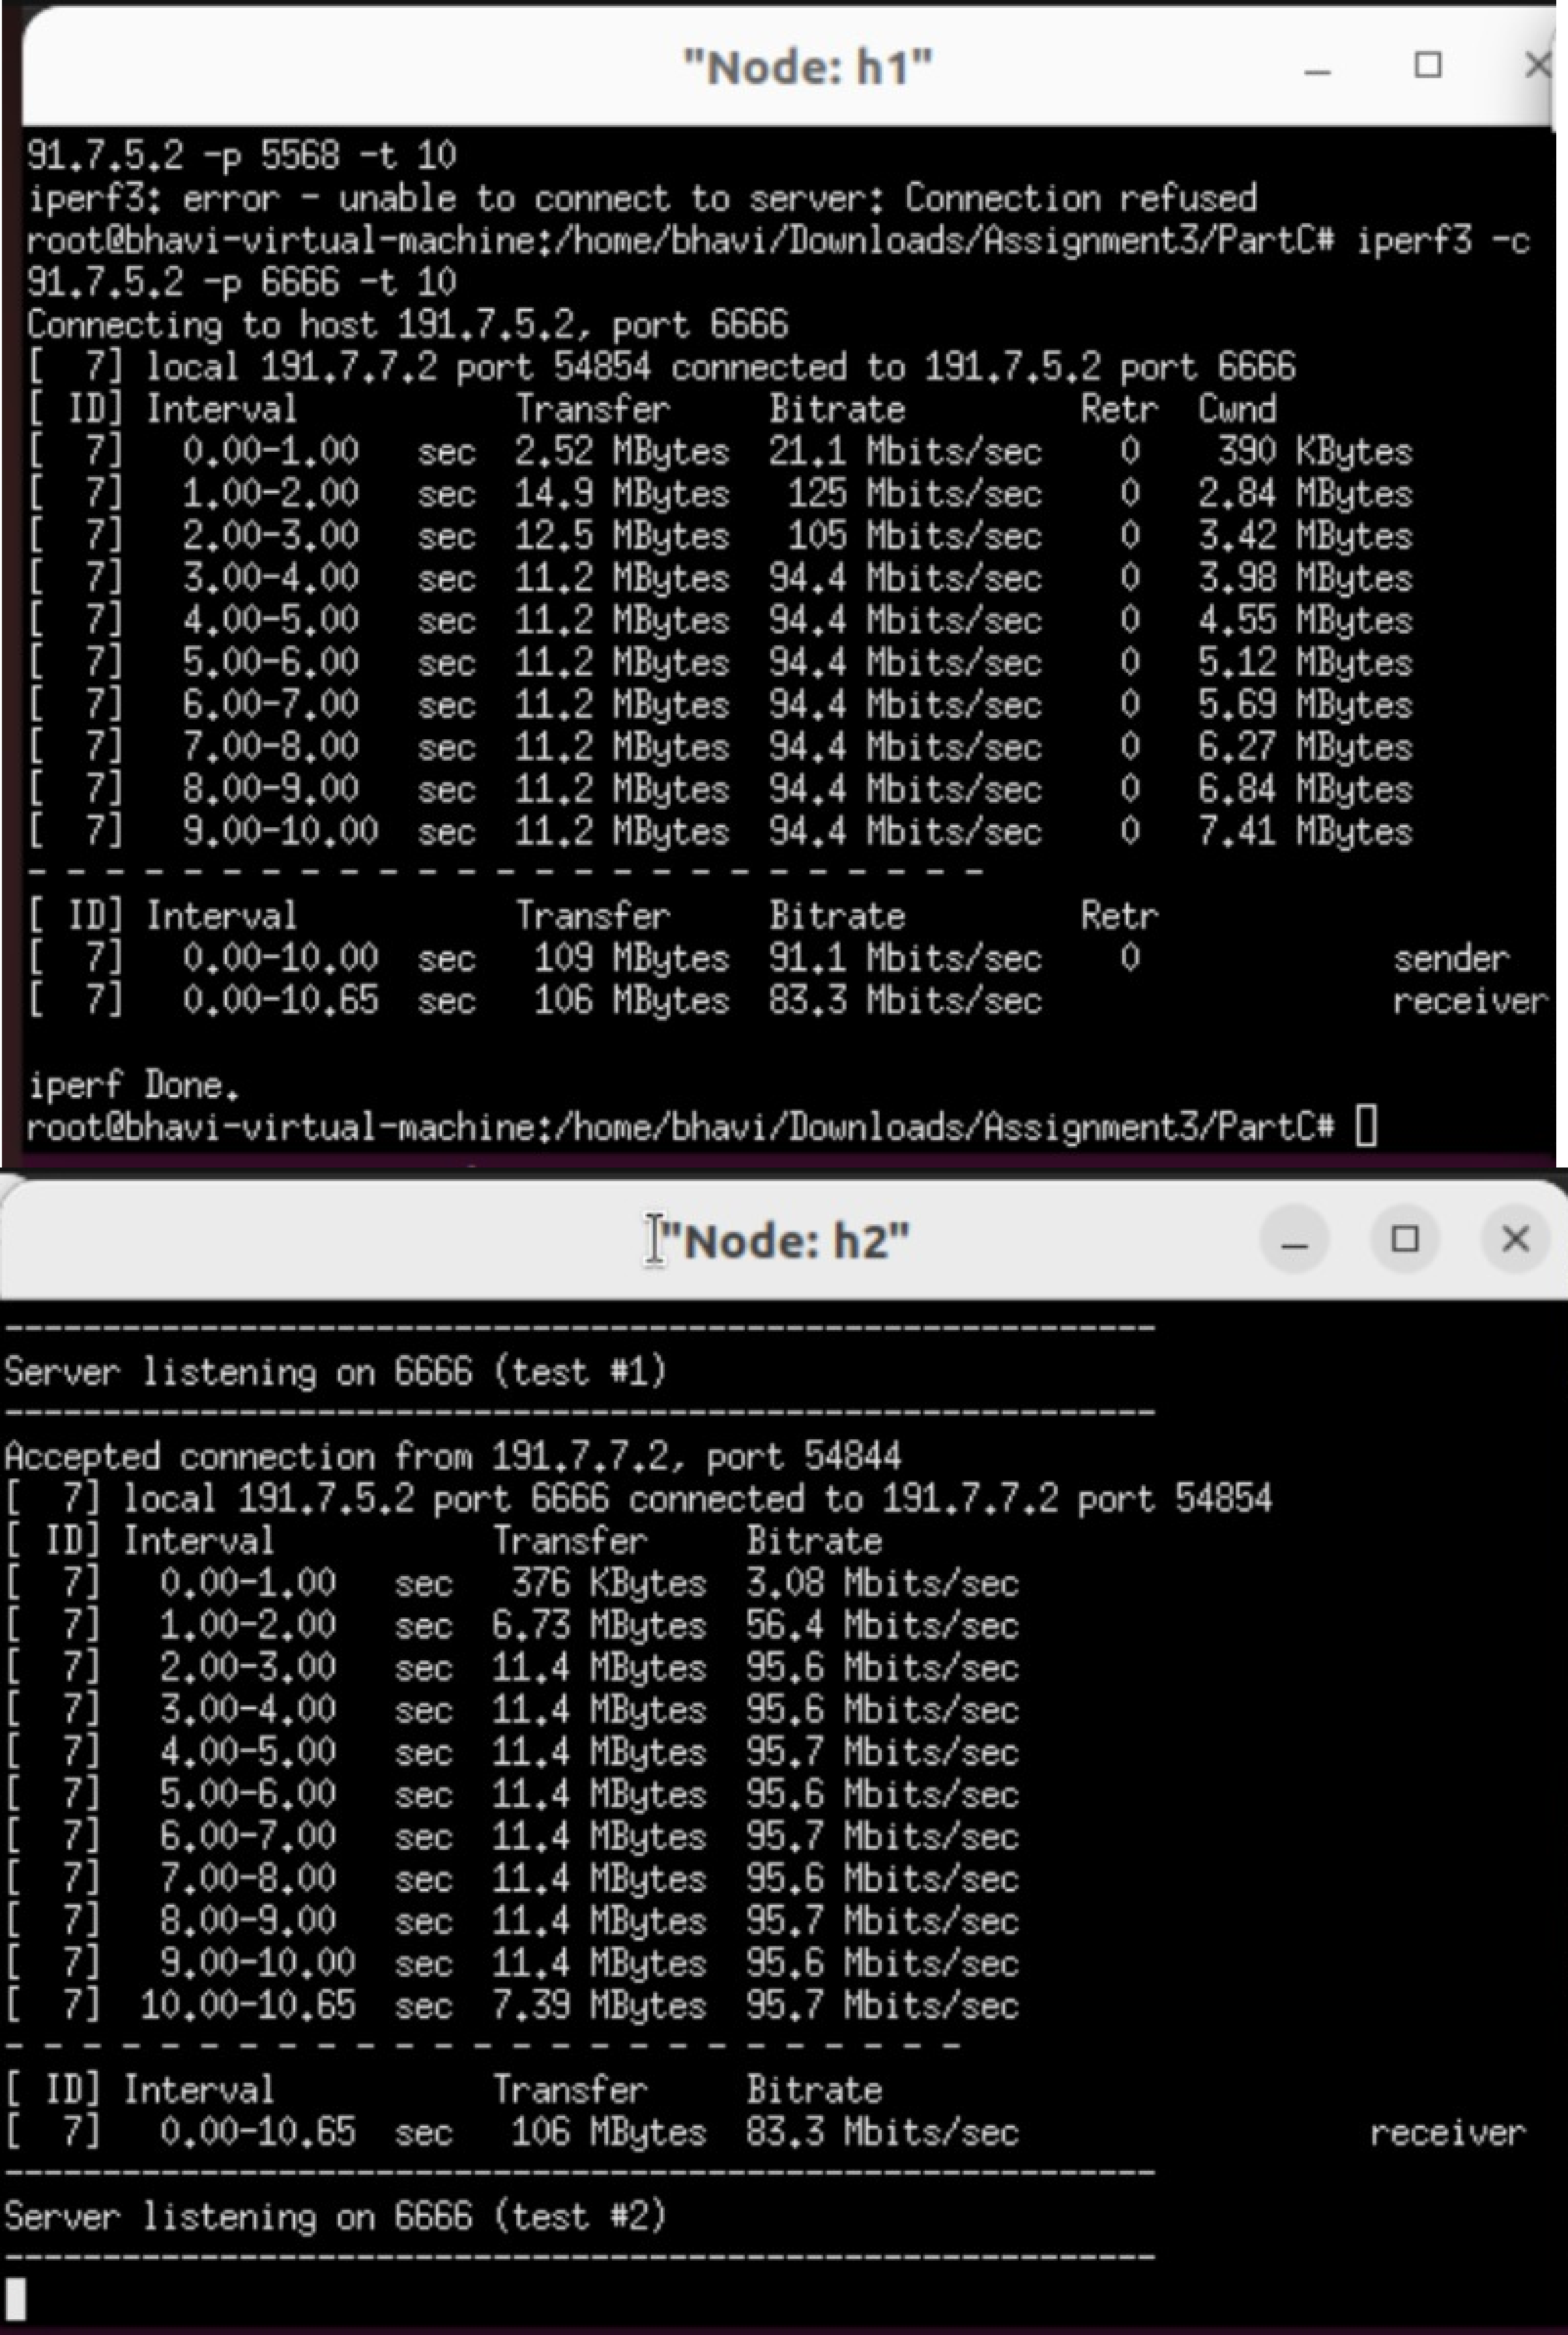 "Node: h1"
91.7.5.2 -p 5568 -t 10
iperf3: error - unable to connect to server: Connection refused
root@bhavi-virtual-machine:/home/bhavi/Downloads/Assignment3/PartC# iperf3 -c
91.7.5.2 -p 6666 -t 10
Connecting to host 191.7.5.2, port 6666
[  7] local 191.7.7.2 port 54854 connected to 191.7.5.2 port 6666
[ ID] Interval           Transfer     Bitrate         Retr  Cwnd
[  7]   0.00-1.00   sec  2.52 MBytes  21.1 Mbits/sec    0    390 KBytes
[  7]   1.00-2.00   sec  14.9 MBytes   125 Mbits/sec    0   2.84 MBytes
[  7]   2.00-3.00   sec  12.5 MBytes   105 Mbits/sec    0   3.42 MBytes
[  7]   3.00-4.00   sec  11.2 MBytes  94.4 Mbits/sec    0   3.98 MBytes
[  7]   4.00-5.00   sec  11.2 MBytes  94.4 Mbits/sec    0   4.55 MBytes
[  7]   5.00-6.00   sec  11.2 MBytes  94.4 Mbits/sec    0   5.12 MBytes
[  7]   6.00-7.00   sec  11.2 MBytes  94.4 Mbits/sec    0   5.69 MBytes
[  7]   7.00-8.00   sec  11.2 MBytes  94.4 Mbits/sec    0   6.27 MBytes
[  7]   8.00-9.00   sec  11.2 MBytes  94.4 Mbits/sec    0   6.84 MBytes
[  7]   9.00-10.00  sec  11.2 MBytes  94.4 Mbits/sec    0   7.41 MBytes
- - - - - - - - - - - - - - - - - - - - - - - - -
[ ID] Interval           Transfer     Bitrate         Retr
[  7]   0.00-10.00  sec   109 MBytes  91.1 Mbits/sec    0             sender
[  7]   0.00-10.65  sec   106 MBytes  83.3 Mbits/sec                  receiver
iperf Done.
root@bhavi-virtual-machine:/home/bhavi/Downloads/Assignment3/PartC#
"Node: h2"
-----------------------------------------------------------
Server listening on 6666 (test #1)
-----------------------------------------------------------
Accepted connection from 191.7.7.2, port 54844
[  7] local 191.7.5.2 port 6666 connected to 191.7.7.2 port 54854
[ ID] Interval           Transfer     Bitrate
[  7]   0.00-1.00   sec   376 KBytes  3.08 Mbits/sec
[  7]   1.00-2.00   sec  6.73 MBytes  56.4 Mbits/sec
[  7]   2.00-3.00   sec  11.4 MBytes  95.6 Mbits/sec
[  7]   3.00-4.00   sec  11.4 MBytes  95.6 Mbits/sec
[  7]   4.00-5.00   sec  11.4 MBytes  95.7 Mbits/sec
[  7]   5.00-6.00   sec  11.4 MBytes  95.6 Mbits/sec
[  7]   6.00-7.00   sec  11.4 MBytes  95.7 Mbits/sec
[  7]   7.00-8.00   sec  11.4 MBytes  95.6 Mbits/sec
[  7]   8.00-9.00   sec  11.4 MBytes  95.7 Mbits/sec
[  7]   9.00-10.00  sec  11.4 MBytes  95.6 Mbits/sec
[  7]  10.00-10.65  sec  7.39 MBytes  95.7 Mbits/sec
- - - - - - - - - - - - - - - - - - - - - - - - -
[ ID] Interval           Transfer     Bitrate
[  7]   0.00-10.65  sec   106 MBytes  83.3 Mbits/sec                  receiver
-----------------------------------------------------------
Server listening on 6666 (test #2)
-----------------------------------------------------------